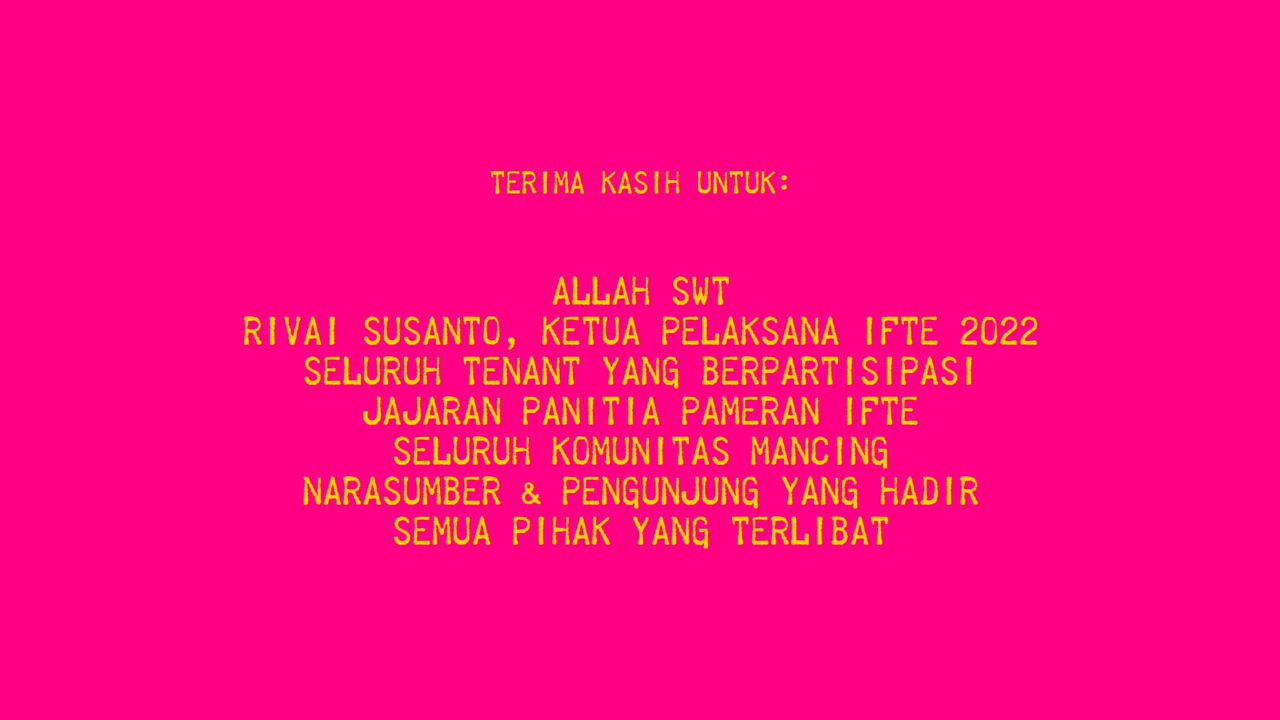 TERIMA KASIH UNTUK:
ALLAH SWT
RIVAI SUSANTO, KETUA PELAKSANA IFTE 2022
SELURUH TENANT YANG BERPARTISIPASI
JAJARAN PANITIA PAMERAN IFTE
SELURUH KOMUNITAS MANCING
NARASUMBER & PENGUNJUNG YANG HADIR
SEMUA PIHAK YANG TERLIBAT